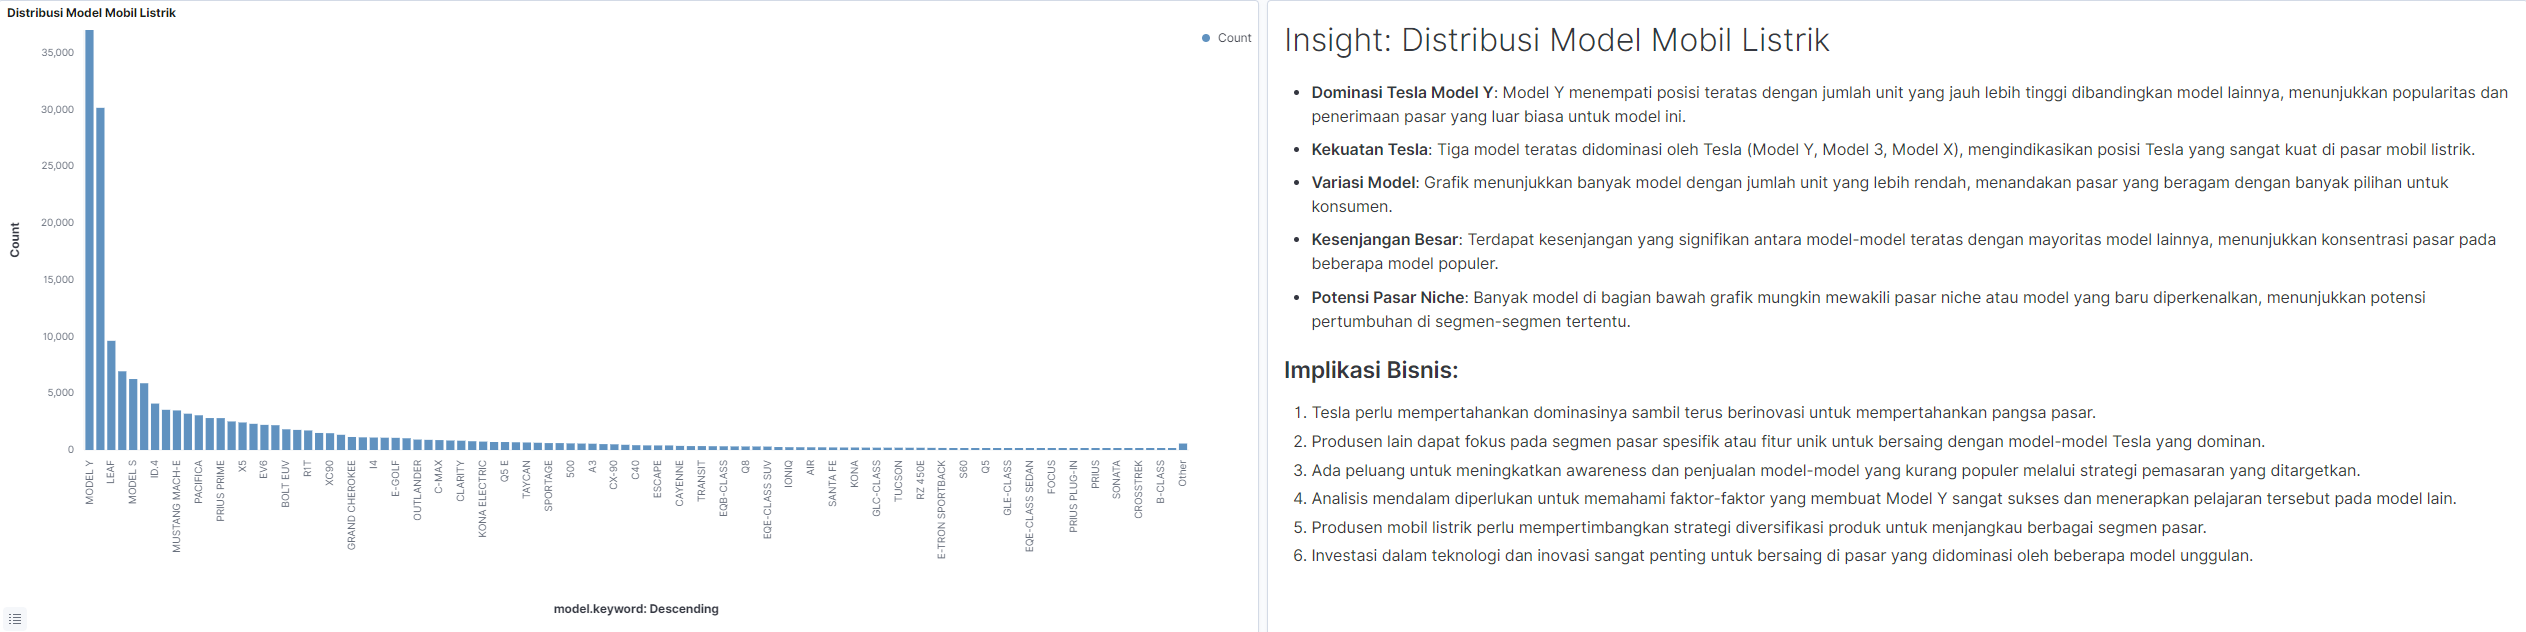 Distribusi Model Mobil Listrik
Count
35,000
30,000
25,000
20,000
15,000
10,000
5,000
0
Count
MODEL Y
LEAF
MODEL S
ID.4
MUSTANG MACH-E
PACIFICA
PRIUS PRIME
X5
EV6
BOLT EUV
R1T
XC90
GRAND CHEROKEE
I4
E-GOLF
OUTLANDER
C-MAX
CLARITY
KONA ELECTRIC
Q5 E
TAYCAN
SPORTAGE
500
A3
CX-90
C40
ESCAPE
CAYENNE
TRANSIT
EQB-CLASS
Q8
EQE-CLASS SUV
IONIQ
AIR
SANTA FE
KONA
GLC-CLASS
TUCSON
RZ 450E
E-TRON SPORTBACK
S60
Q5
GLE-CLASS
EQE-CLASS SEDAN
FOCUS
PRIUS PLUG-IN
PRIUS
SONATA
CROSSTREK
B-CLASS
Other
model.keyword: Descending
Insight: Distribusi Model Mobil Listrik
• Dominasi Tesla Model Y: Model Y menempati posisi teratas dengan jumlah unit yang jauh lebih tinggi dibandingkan model lainnya, menunjukkan popularitas dan
penerimaan pasar yang luar biasa untuk model ini.
• Kekuatan Tesla: Tiga model teratas didominasi oleh Tesla (Model Y, Model 3, Model X), mengindikasikan posisi Tesla yang sangat kuat di pasar mobil listrik.
• Variasi Model: Grafik menunjukkan banyak model dengan jumlah unit yang lebih rendah, menandakan pasar yang beragam dengan banyak pilihan untuk
konsumen.
• Kesenjangan Besar: Terdapat kesenjangan yang signifikan antara model-model teratas dengan mayoritas model lainnya, menunjukkan konsentrasi pasar pada
beberapa model populer.
• Potensi Pasar Niche: Banyak model di bagian bawah grafik mungkin mewakili pasar niche atau model yang baru diperkenalkan, menunjukkan potensi
pertumbuhan di segmen-segmen tertentu.
Implikasi Bisnis:
1. Tesla perlu mempertahankan dominasinya sambil terus berinovasi untuk mempertahankan pangsa pasar.
2. Produsen lain dapat fokus pada segmen pasar spesifik atau fitur unik untuk bersaing dengan model-model Tesla yang dominan.
3. Ada peluang untuk meningkatkan awareness dan penjualan model-model yang kurang populer melalui strategi pemasaran yang ditargetkan.
4. Analisis mendalam diperlukan untuk memahami faktor-faktor yang membuat Model Y sangat sukses dan menerapkan pelajaran tersebut pada model lain.
5. Produsen mobil listrik perlu mempertimbangkan strategi diversifikasi produk untuk menjangkau berbagai segmen pasar.
6. Investasi dalam teknologi dan inovasi sangat penting untuk bersaing di pasar yang didominasi oleh beberapa model unggulan.